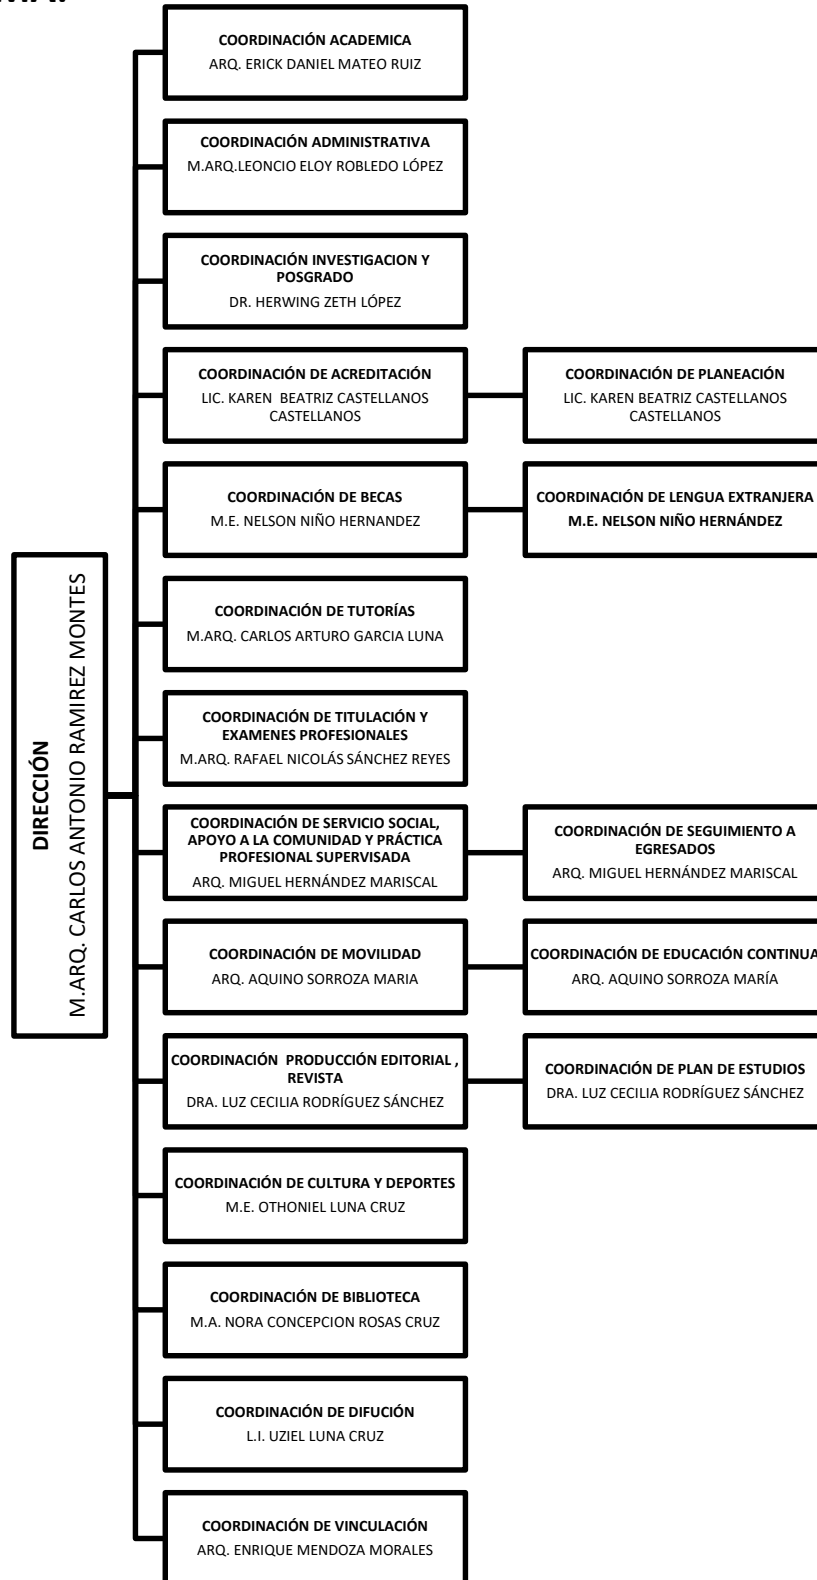 COORDINACIÓN ACADEMICA
ARQ. ERICK DANIEL MATEO RUIZ
COORDINACIÓN ADMINISTRATIVA
M.ARQ.LEONCIO ELOY ROBLEDO LÓPEZ
COORDINACIÓN INVESTIGACION Y
POSGRADO
DR. HERWING ZETH LÓPEZ
COORDINACIÓN DE ACREDITACIÓN
LIC. KAREN BEATRIZ CASTELLANOS
CASTELLANOS
COORDINACIÓN DE PLANEACIÓN
LIC. KAREN BEATRIZ CASTELLANOS
CASTELLANOS
COORDINACIÓN DE BECAS
M.E. NELSON NIÑO HERNANDEZ
COORDINACIÓN DE LENGUA EXTRANJERA
M.E. NELSON NIÑO HERNÁNDEZ
DIRECCIÓN
M.ARQ. CARLOS ANTONIO RAMIREZ MONTES
COORDINACIÓN DE TUTORÍAS
M.ARQ. CARLOS ARTURO GARCIA LUNA
COORDINACIÓN DE TITULACIÓN Y
EXAMENES PROFESIONALES
M.ARQ. RAFAEL NICOLÁS SÁNCHEZ REYES
COORDINACIÓN DE SERVICIO SOCIAL,
APOYO A LA COMUNIDAD Y PRÁCTICA
PROFESIONAL SUPERVISADA
ARQ. MIGUEL HERNÁNDEZ MARISCAL
COORDINACIÓN DE SEGUIMIENTO A
EGRESADOS
ARQ. MIGUEL HERNÁNDEZ MARISCAL
COORDINACIÓN DE MOVILIDAD
ARQ. AQUINO SORROZA MARIA
COORDINACIÓN DE EDUCACIÓN CONTINUA
ARQ. AQUINO SORROZA MARÍA
COORDINACIÓN PRODUCCIÓN EDITORIAL ,
REVISTA
DRA. LUZ CECILIA RODRÍGUEZ SÁNCHEZ
COORDINACIÓN DE PLAN DE ESTUDIOS
DRA. LUZ CECILIA RODRÍGUEZ SÁNCHEZ
COORDINACIÓN DE CULTURA Y DEPORTES
M.E. OTHONIEL LUNA CRUZ
COORDINACIÓN DE BIBLIOTECA
M.A. NORA CONCEPCION ROSAS CRUZ
COORDINACIÓN DE DIFUCIÓN
L.I. UZIEL LUNA CRUZ
COORDINACIÓN DE VINCULACIÓN
ARQ. ENRIQUE MENDOZA MORALES